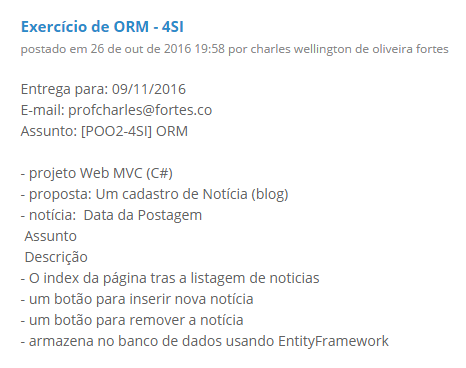 Exercício de ORM - 4SI
postado em 26 de out de 2016 19:58 por charles wellington de oliveira fortes
Entrega para: 09/11/2016
E-mail: profcharles@fortes.co
Assunto: [POO2-4SI] ORM
- projeto Web MVC (C#)
- proposta: Um cadastro de Notícia (blog)
- notícia:  Data da Postagem
Assunto
Descrição
- O index da página tras a listagem de noticias
- um botão para inserir nova notícia
- um botão para remover a notícia
- armazena no banco de dados usando EntityFramework